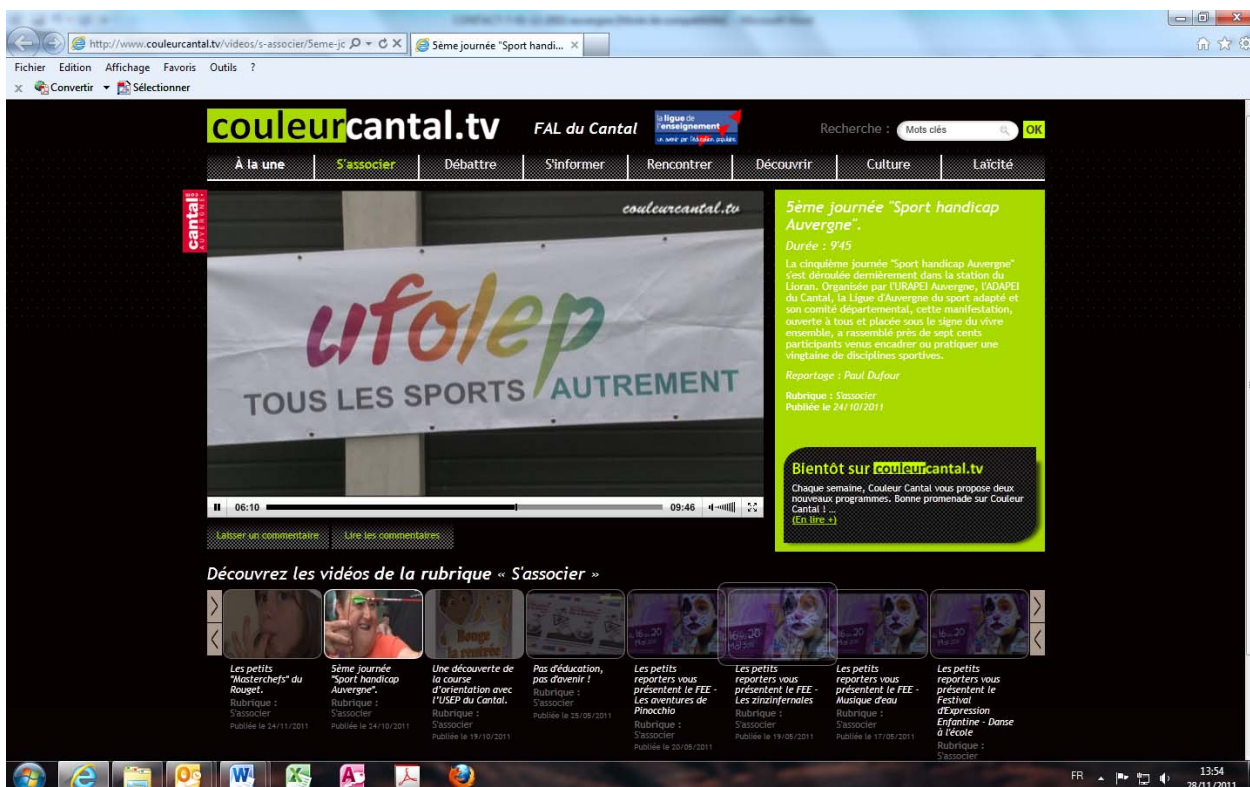 http://www.couleurcantal.tv/videos/s-associer/5eme-jc
5ème journée "Sport handi...
Fichier Edition Affichage Favoris Outils ?
x Convertir Sélectionner
couleurcantal.tv
FAL du Cantal
la ligue de
l'enseignement
un avenir par l'éducation populaire
Recherche : Mots clés OK
À la une S'associer Débattre S'informer Rencontrer Découvrir Culture Laïcité
cantal
AUVERGNE
couleurcantal.tv
ufolep
TOUS LES SPORTS AUTREMENT
06:10 09:46
5ème journée "Sport handicap
Auvergne".
Durée : 9'45
La cinquième journée "Sport handicap Auvergne"
s'est déroulée dernièrement dans la station du
Lioran. Organisée par l'URAPEI Auvergne, l'ADAPEI
du Cantal, la Ligue d'Auvergne du sport adapté et
son comité départemental, cette manifestation,
ouverte à tous et placée sous le signe du vivre
ensemble, a rassemblé près de sept cents
participants venus encadrer ou pratiquer une
vingtaine de disciplines sportives.
Reportage : Paul Dufour
Rubrique : S'associer
Publiée le 24/10/2011
Bientôt sur couleurcantal.tv
Chaque semaine, Couleur Cantal vous propose deux
nouveaux programmes. Bonne promenade sur Couleur
Cantal ! ...
(En lire +)
Laisser un commentaire Lire les commentaires
Découvrez les vidéos de la rubrique « S'associer »
Bouge
la rentrée
Les petits
"Masterchefs" du
Rouget.
Rubrique :
S'associer
Publiée le 24/11/2011
5ème journée
"Sport handicap
Auvergne".
Rubrique :
S'associer
Publiée le 24/10/2011
Une découverte de
la course
d'orientation avec
l'USEP du Cantal.
Rubrique :
S'associer
Publiée le 19/10/2011
Pas d'éducation,
pas d'avenir !
Rubrique :
S'associer
Publiée le 25/05/2011
Les petits
reporters vous
présentent le FEE -
Les aventures de
Pinocchio
Rubrique :
S'associer
Publiée le 20/05/2011
Les petits
reporters vous
présentent le FEE -
Les zinzinfernales
Rubrique :
S'associer
Publiée le 19/05/2011
Les petits
reporters vous
présentent le FEE -
Musique d'eau
Rubrique :
S'associer
Publiée le 17/05/2011
Les petits
reporters vous
présentent le
Festival
d'Expression
Enfantine - Danse
à l'école
Rubrique :
S'associer
FR
13:54
28/11/2011